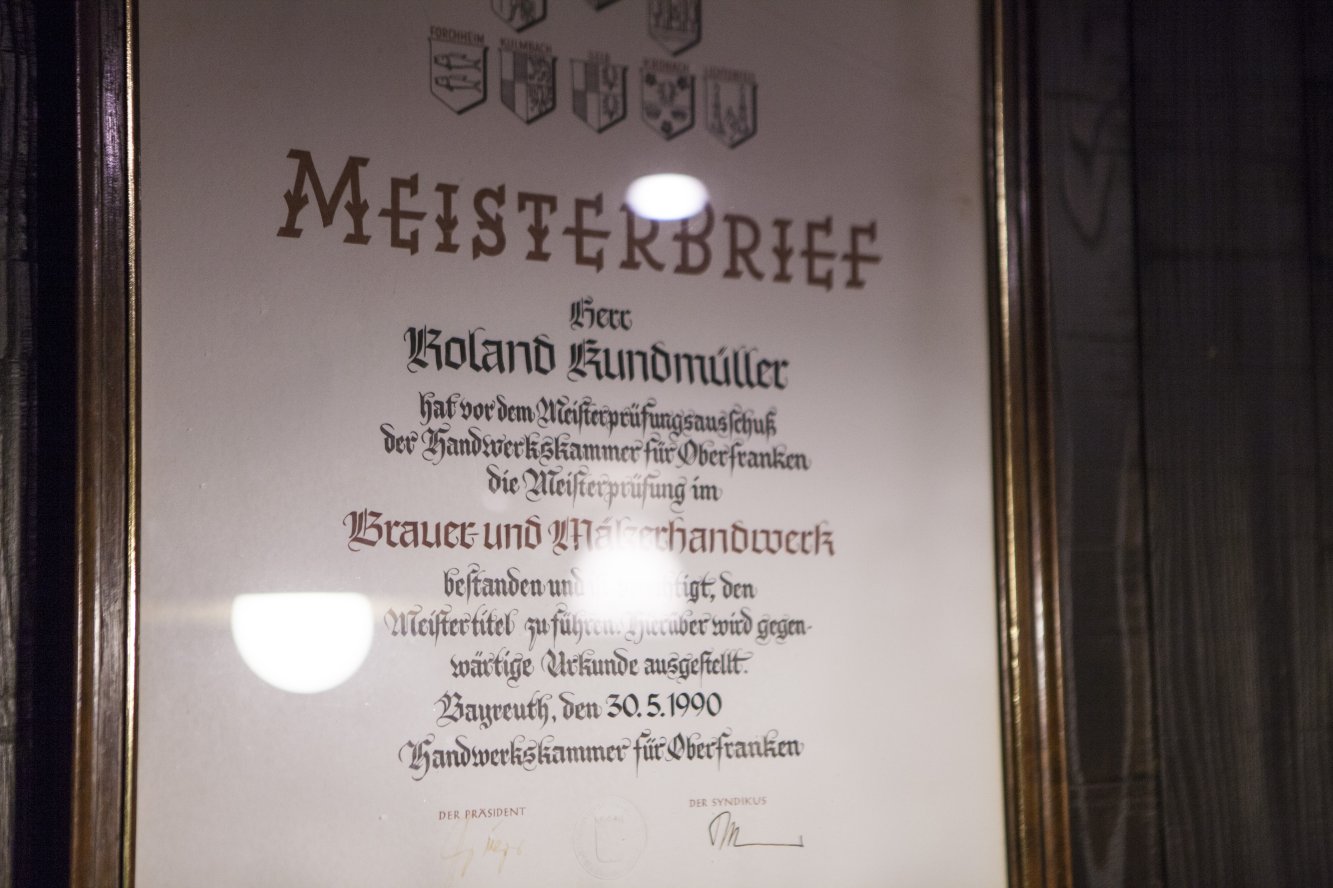 FORCHHEIM
KULMBACH
KRONACH
LICHTENFELS
MEISTERBRIEF
Herr
Roland Kundmüller
hat vor dem Meisterprüfungsausschuß
der Handwerkskammer für Oberfranken
die Meisterprüfung im
Brauer- und Mälzerhandwerk
bestanden und ist berechtigt, den
Meistertitel zu führen. Hierüber wird gegen-
wärtige Urkunde ausgestellt.
Bayreuth, den 30.5.1990
Handwerkskammer für Oberfranken
DER PRÄSIDENT
DER SYNDIKUS